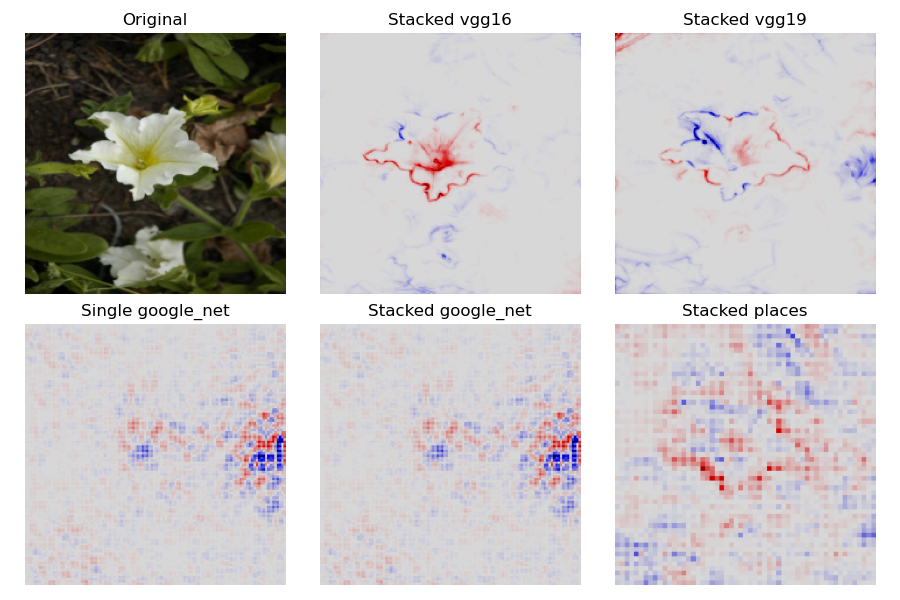 Original
Stacked vgg16
Stacked vgg19
Single google_net
Stacked google_net
Stacked places